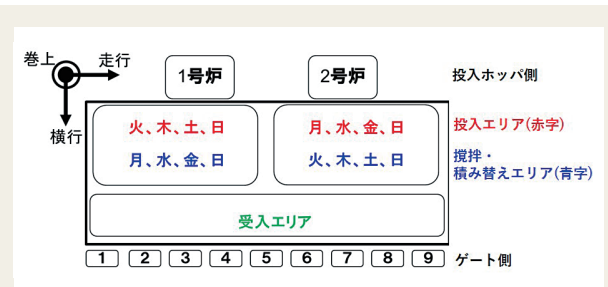 巻上
走行
横行
1号炉
2号炉
投入ホッパ側
火、木、土、日
月、水、金、日
月、水、金、日
火、木、土、日
投入エリア(赤字)
撹拌・
積み替えエリア(青字)
受入エリア
1 2 3 4 5 6 7 8 9
ゲート側